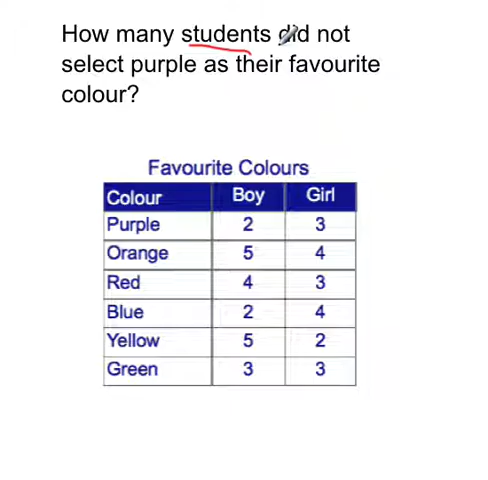 How many students did not
select purple as their favourite
colour?
Favourite Colours
Colour Boy Girl
Purple 2 3
Orange 5 4
Red 4 3
Blue 2 4
Yellow 5 2
Green 3 3